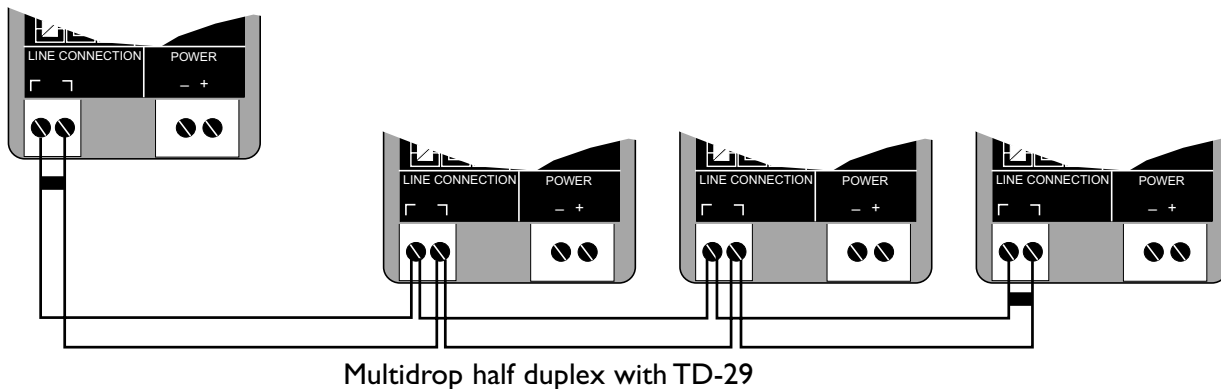 LINE CONNECTION POWER
– +
LINE CONNECTION POWER
– +
LINE CONNECTION POWER
– +
LINE CONNECTION POWER
– +
Multidrop half duplex with TD-29